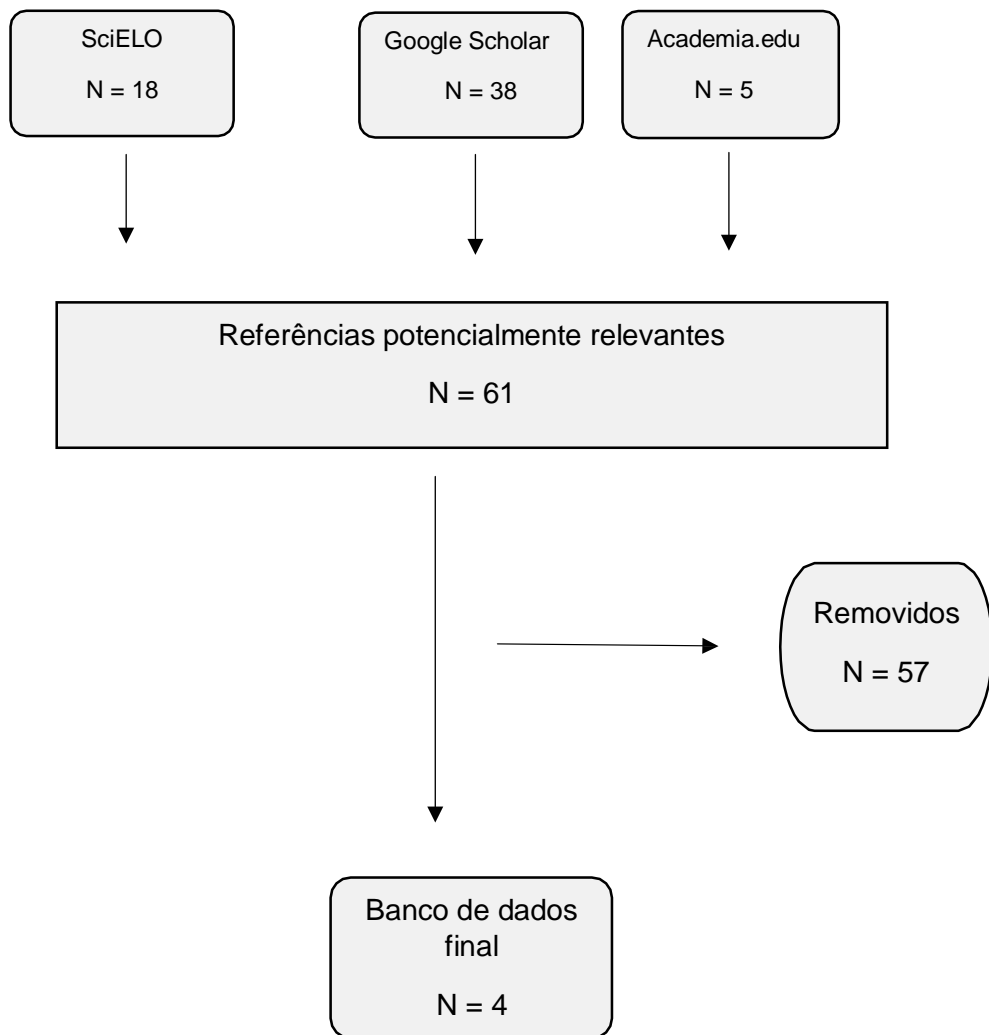 SciELO
N = 18
Google Scholar
N = 38
Academia.edu
N = 5
Referências potencialmente relevantes
N = 61
Removidos
N = 57
Banco de dados
final
N = 4